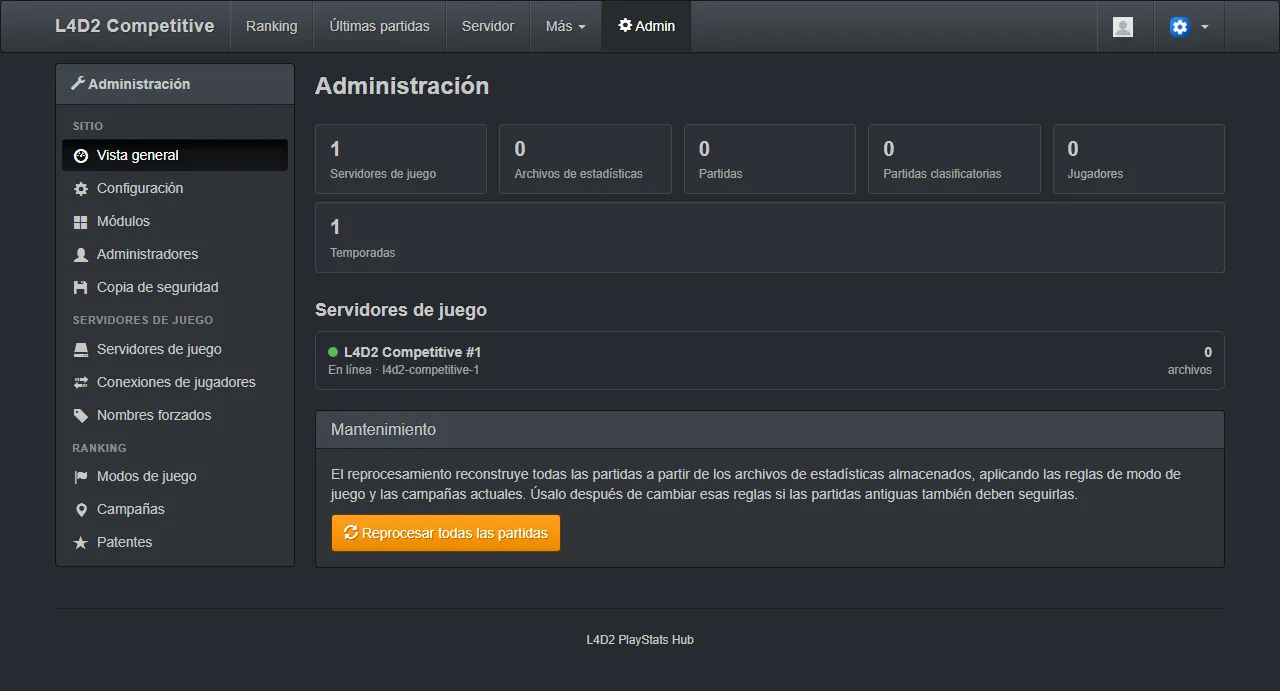 L4D2 Competitive
Ranking
Últimas partidas
Servidor
Más
Admin
Administración
SITIO
Vista general
Configuración
Módulos
Administradores
Copia de seguridad
SERVIDORES DE JUEGO
Servidores de juego
Conexiones de jugadores
Nombres forzados
RANKING
Modos de juego
Campañas
Patentes
Administración
1
Servidores de juego
0
Archivos de estadísticas
0
Partidas
0
Partidas clasificatorias
0
Jugadores
1
Temporadas
Servidores de juego
L4D2 Competitive #1
En línea · l4d2-competitive-1
0
archivos
Mantenimiento
El reprocesamiento reconstruye todas las partidas a partir de los archivos de estadísticas almacenados, aplicando las reglas de modo de
juego y las campañas actuales. Úsalo después de cambiar esas reglas si las partidas antiguas también deben seguirlas.
Reprocesar todas las partidas
L4D2 PlayStats Hub